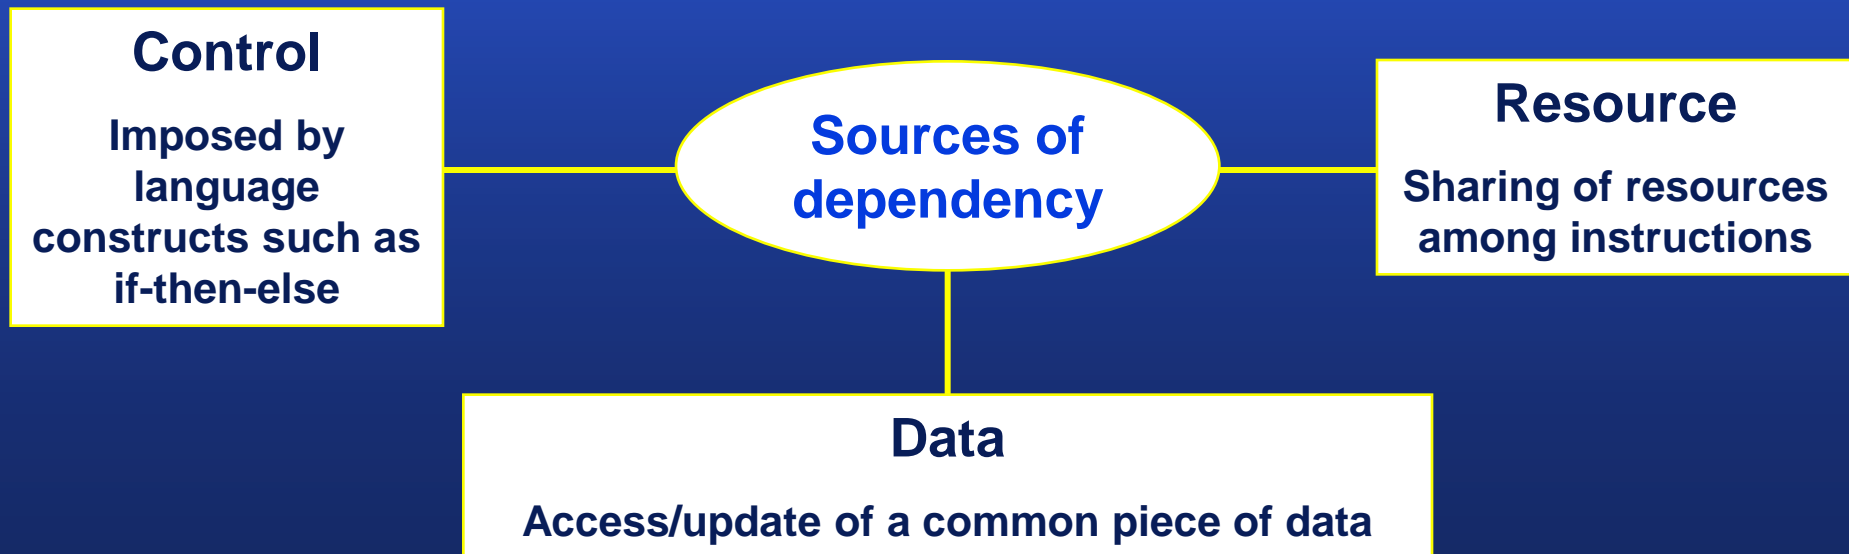 Control
Imposed by
language
constructs such as
if-then-else
Sources of
dependency
Resource
Sharing of resources
among instructions
Data
Access/update of a common piece of data